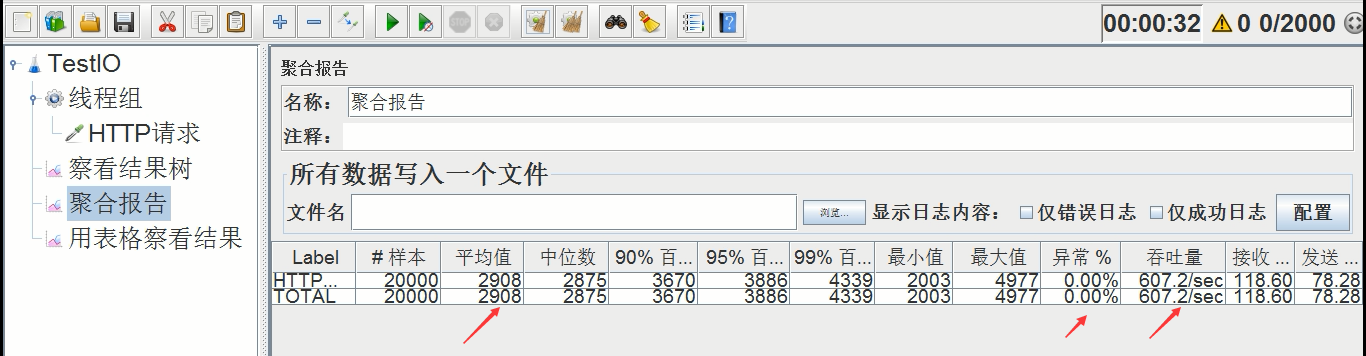 00:00:32 0 0/2000
TestIO
线程组
HTTP请求
察看结果树
聚合报告
用表格察看结果
聚合报告
名称： 聚合报告
注释：
所有数据写入一个文件
文件名 浏览... 显示日志内容： 仅错误日志 仅成功日志 配置
Label # 样本 平均值 中位数 90% 百... 95% 百... 99% 百... 最小值 最大值 异常 % 吞吐量 接收 ... 发送 ...
HTTP... 20000 2908 2875 3670 3886 4339 2003 4977 0.00% 607.2/sec 118.60 78.28
TOTAL 20000 2908 2875 3670 3886 4339 2003 4977 0.00% 607.2/sec 118.60 78.28